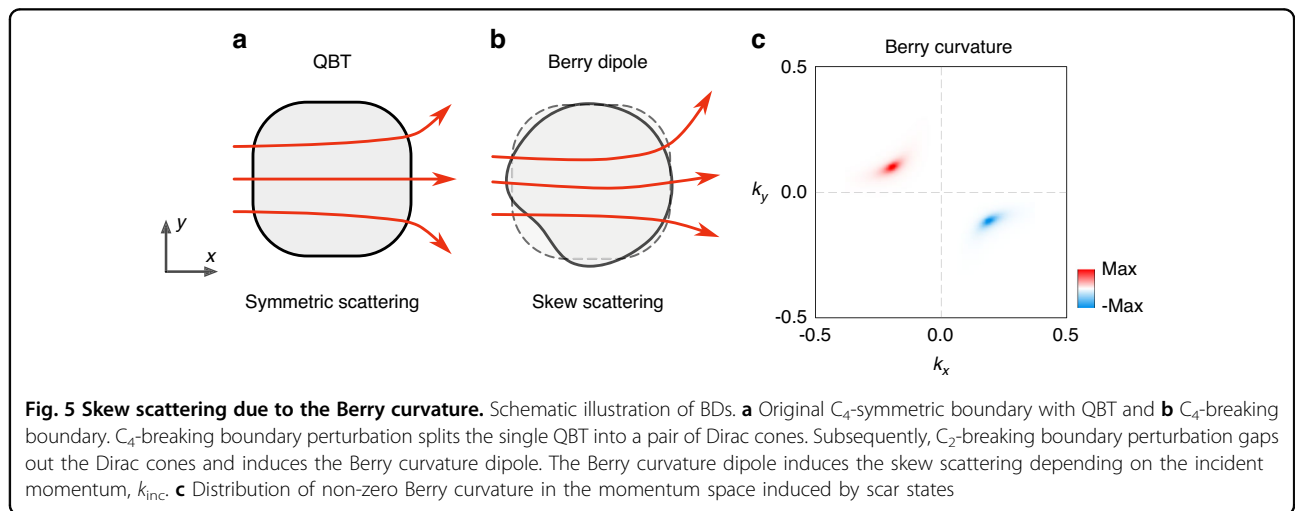 a
QBT
y
x
Symmetric scattering
b
Berry dipole
Skew scattering
c
Berry curvature
0.5
k_y
0.0
-0.5
-0.5
0.0
0.5
k_x
Max
-Max
Fig. 5 Skew scattering due to the Berry curvature. Schematic illustration of BDs. a Original C₄-symmetric boundary with QBT and b C₄-breaking
boundary. C₄-breaking boundary perturbation splits the single QBT into a pair of Dirac cones. Subsequently, C₂-breaking boundary perturbation gaps
out the Dirac cones and induces the Berry curvature dipole. The Berry curvature dipole induces the skew scattering depending on the incident
momentum, k_inc. c Distribution of non-zero Berry curvature in the momentum space induced by scar states